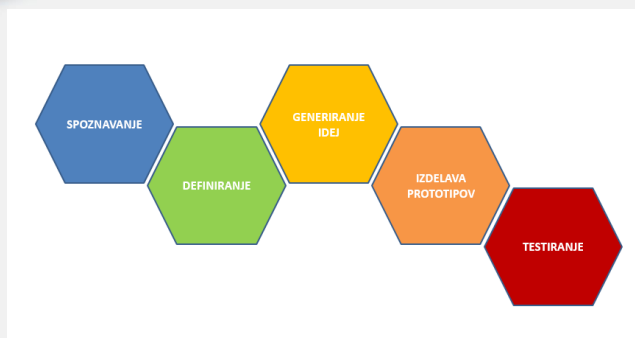 SPOZNAVANJE
DEFINIRANJE
GENERIRANJE
IDEJ
IZDELAVA
PROTOTIPOV
TESTIRANJE